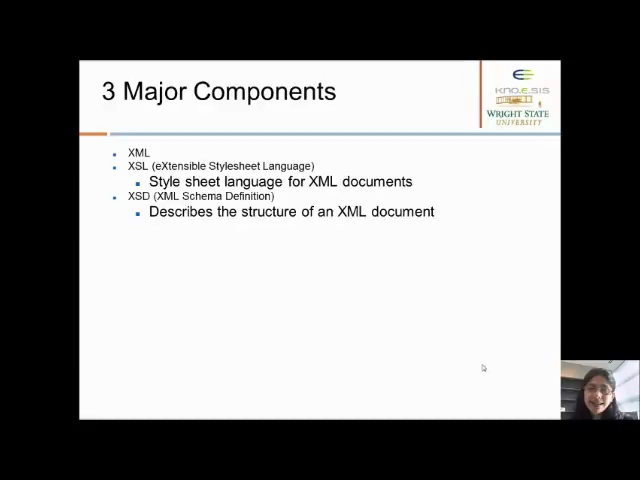 3 Major Components
KNO.E.SIS
WRIGHT STATE
UNIVERSITY
XML
XSL (eXtensible Stylesheet Language)
Style sheet language for XML documents
XSD (XML Schema Definition)
Describes the structure of an XML document